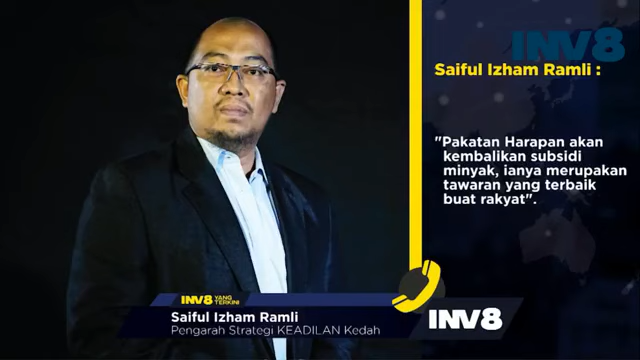 INV8
Saiful Izham Ramli :
"Pakatan Harapan akan
kembalikan subsidi
minyak, ianya merupakan
tawaran yang terbaik
buat rakyat".
INV8 YANG TERKINI
Saiful Izham Ramli
Pengarah Strategi KEADILAN Kedah
INV8